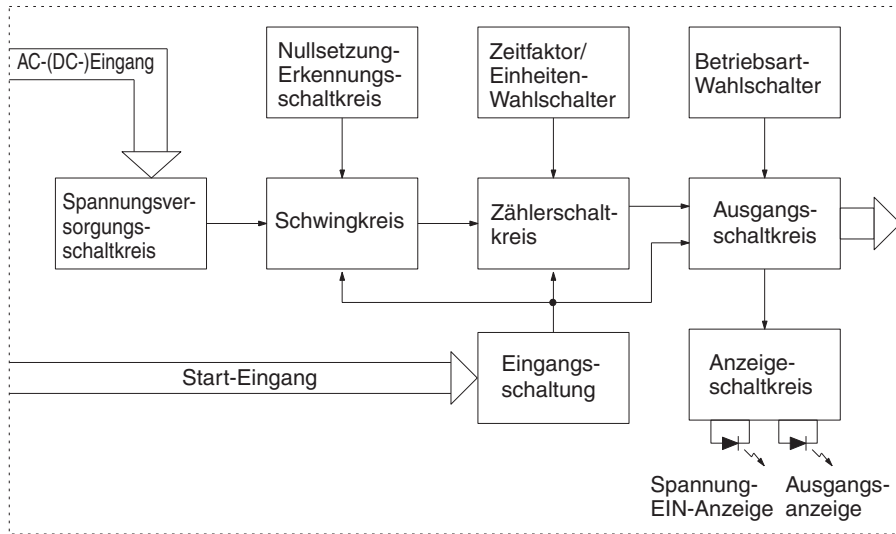 AC-(DC-)Eingang
Nullsetzung-
Erkennungs-
schaltkreis
Zeitfaktor/
Einheiten-
Wahlschalter
Betriebsart-
Wahlschalter
Spannungsver-
sorgungs-
schaltkreis
Schwingkreis
Zählerschalt-
kreis
Ausgangs-
schaltkreis
Start-Eingang
Eingangs-
schaltung
Anzeige-
schaltkreis
Spannung-
EIN-Anzeige
Ausgangs-
anzeige